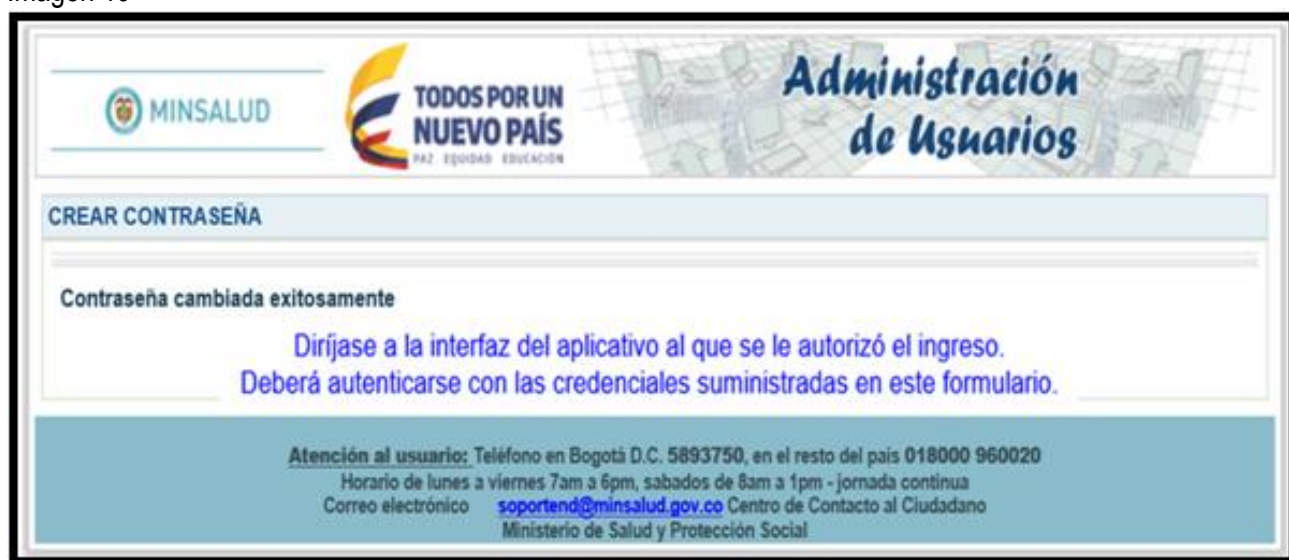 MINSALUD
TODOS POR UN
NUEVO PAÍS
PAZ EQUIDAD EDUCACIÓN
Administración
de Usuarios
CREAR CONTRASEÑA
Contraseña cambiada exitosamente
Diríjase a la interfaz del aplicativo al que se le autorizó el ingreso.
Deberá autenticarse con las credenciales suministradas en este formulario.
Atención al usuario: Teléfono en Bogotá D.C. 5893750, en el resto del país 018000 960020
Horario de lunes a viernes 7am a 6pm, sabados de 8am a 1pm - jornada continua
Correo electrónico soportend@minsalud.gov.co Centro de Contacto al Ciudadano
Ministerio de Salud y Protección Social